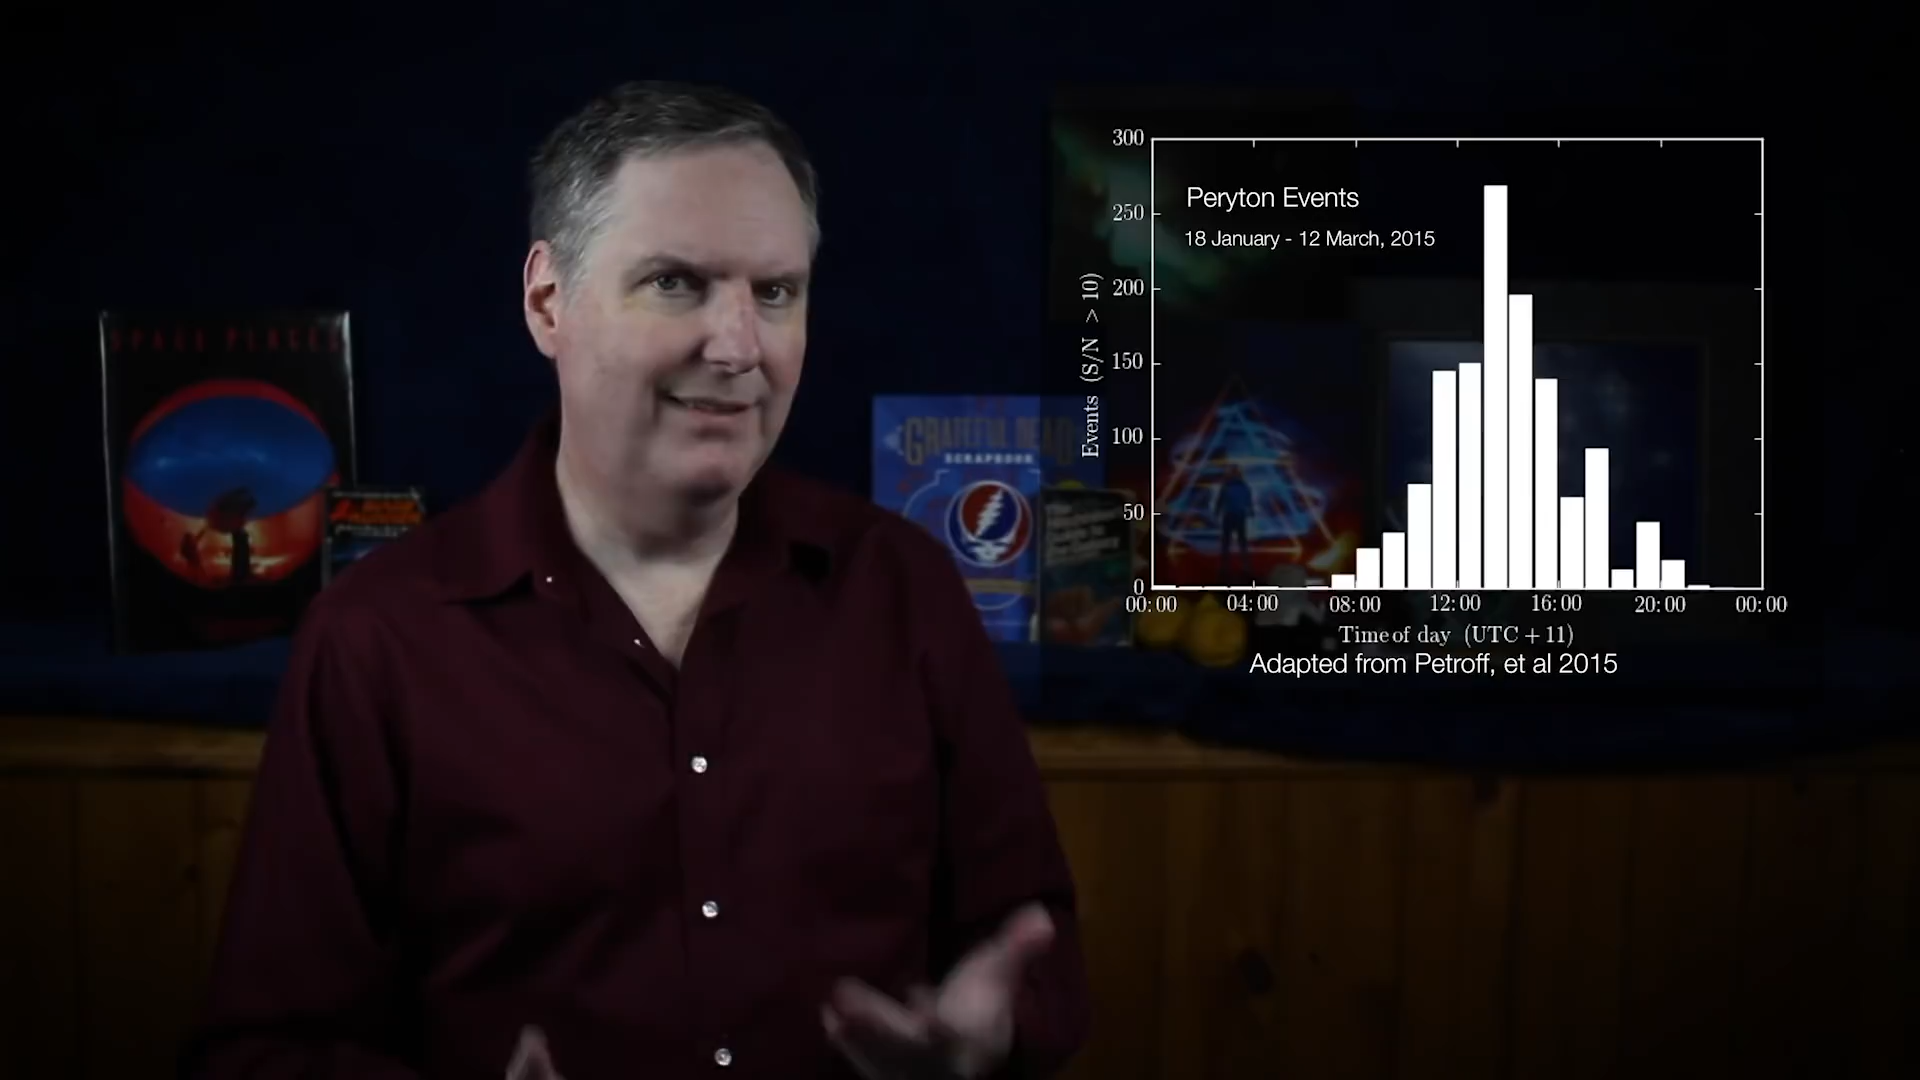 SPACE PLACES
GRATEFUL DEAD
SCRAPBOOK
300
250
200
150
100
50
0
Events (S/N > 10)
Peryton Events
18 January - 12 March, 2015
00:00 04:00 08:00 12:00 16:00 20:00 00:00
Time of day (UTC + 11)
Adapted from Petroff, et al 2015